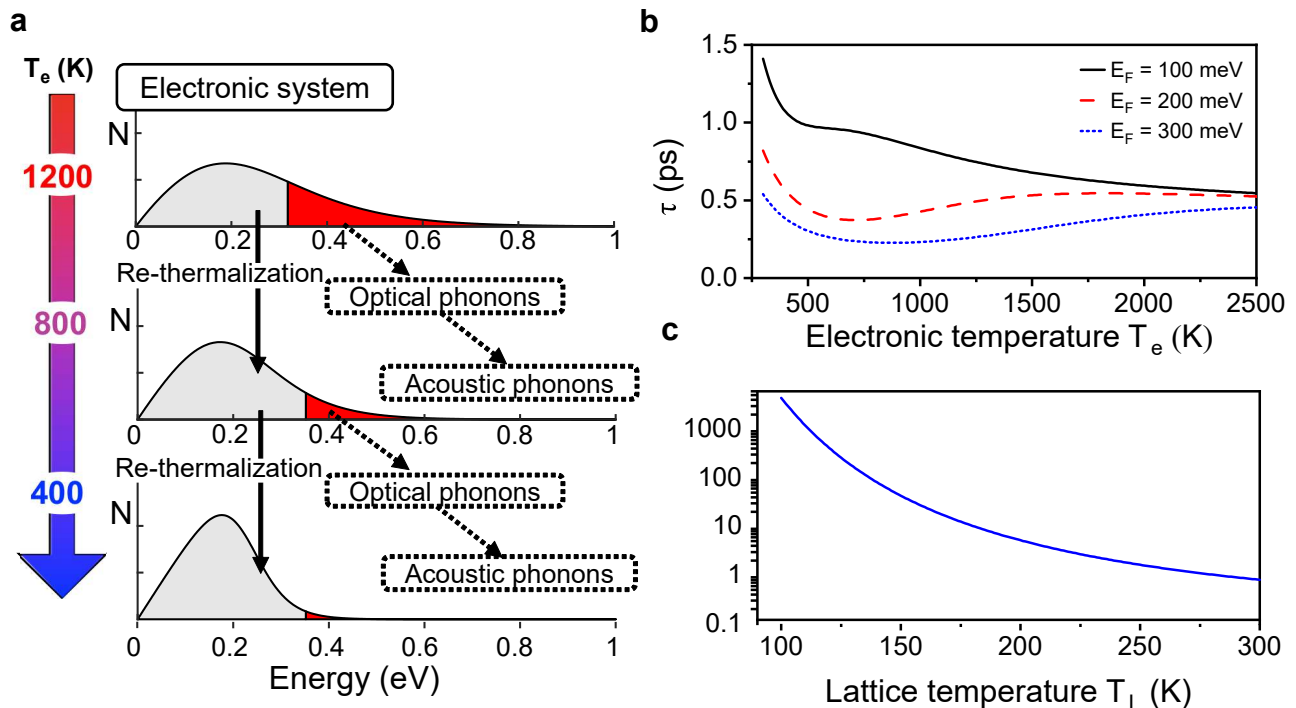 a
T_e (K)
1200
800
400
Electronic system
N
0 0.2 0.4 0.6 0.8 1
Re-thermalization
Optical phonons
Acoustic phonons
N
0 0.2 0.4 0.6 0.8 1
Re-thermalization
Optical phonons
Acoustic phonons
N
0 0.2 0.4 0.6 0.8 1
Energy (eV)
b
1.5
1.0
0.5
0.0
τ (ps)
E_F = 100 meV
E_F = 200 meV
E_F = 300 meV
500 1000 1500 2000 2500
Electronic temperature T_e (K)
c
1000
100
10
1
0.1
100 150 200 250 300
Lattice temperature T_L (K)